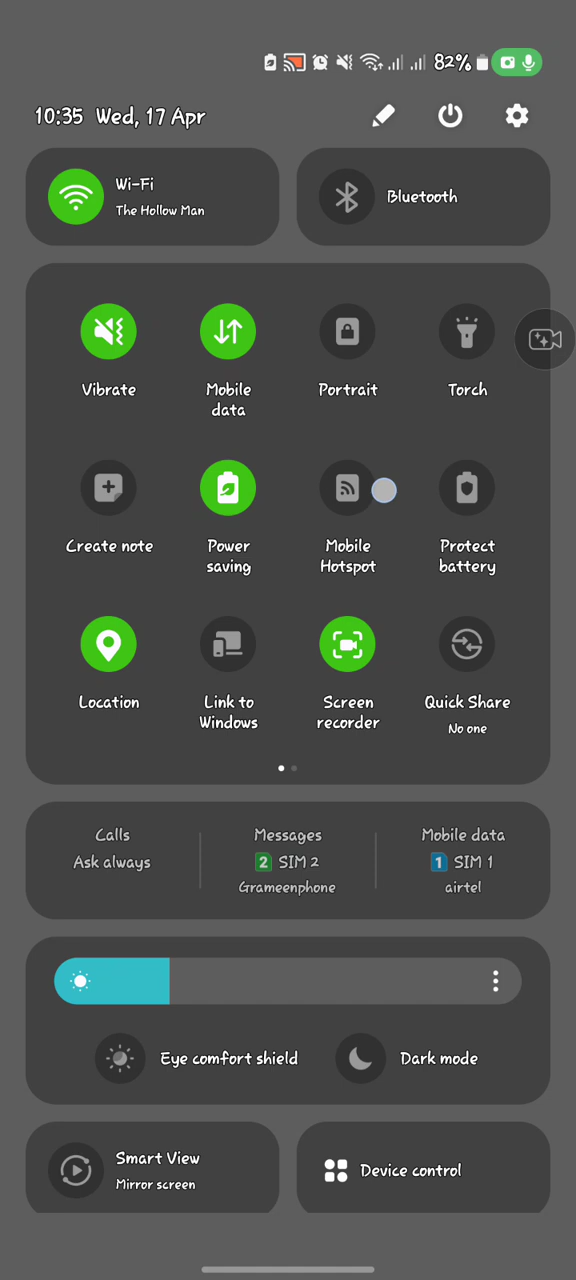 82%
10:35 Wed, 17 Apr
Wi-Fi
The Hollow Man
Bluetooth
Vibrate
Mobile data
Portrait
Torch
Create note
Power saving
Mobile Hotspot
Protect battery
Location
Link to Windows
Screen recorder
Quick Share
No one
Calls
Ask always
Messages
2 SIM 2
Grameenphone
Mobile data
1 SIM 1
airtel
Eye comfort shield
Dark mode
Smart View
Mirror screen
Device control